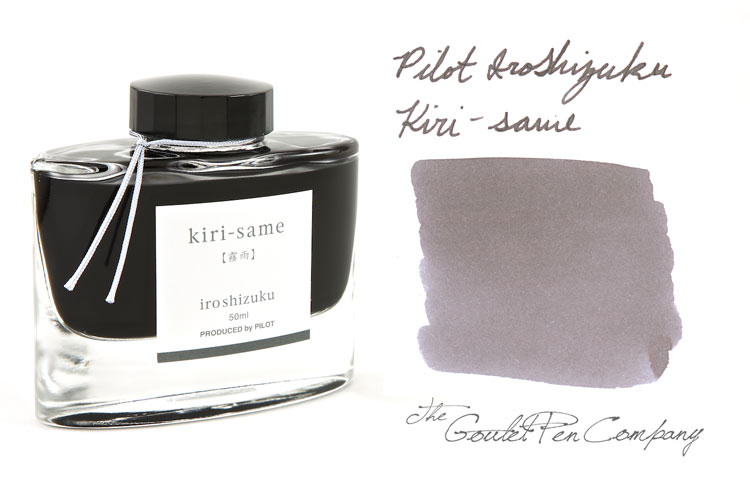 kiri-same
【霧雨】
iroshizuku
50ml
PRODUCED by PILOT
Pilot Iroshizuku
Kiri-same
The Goulet Pen Company